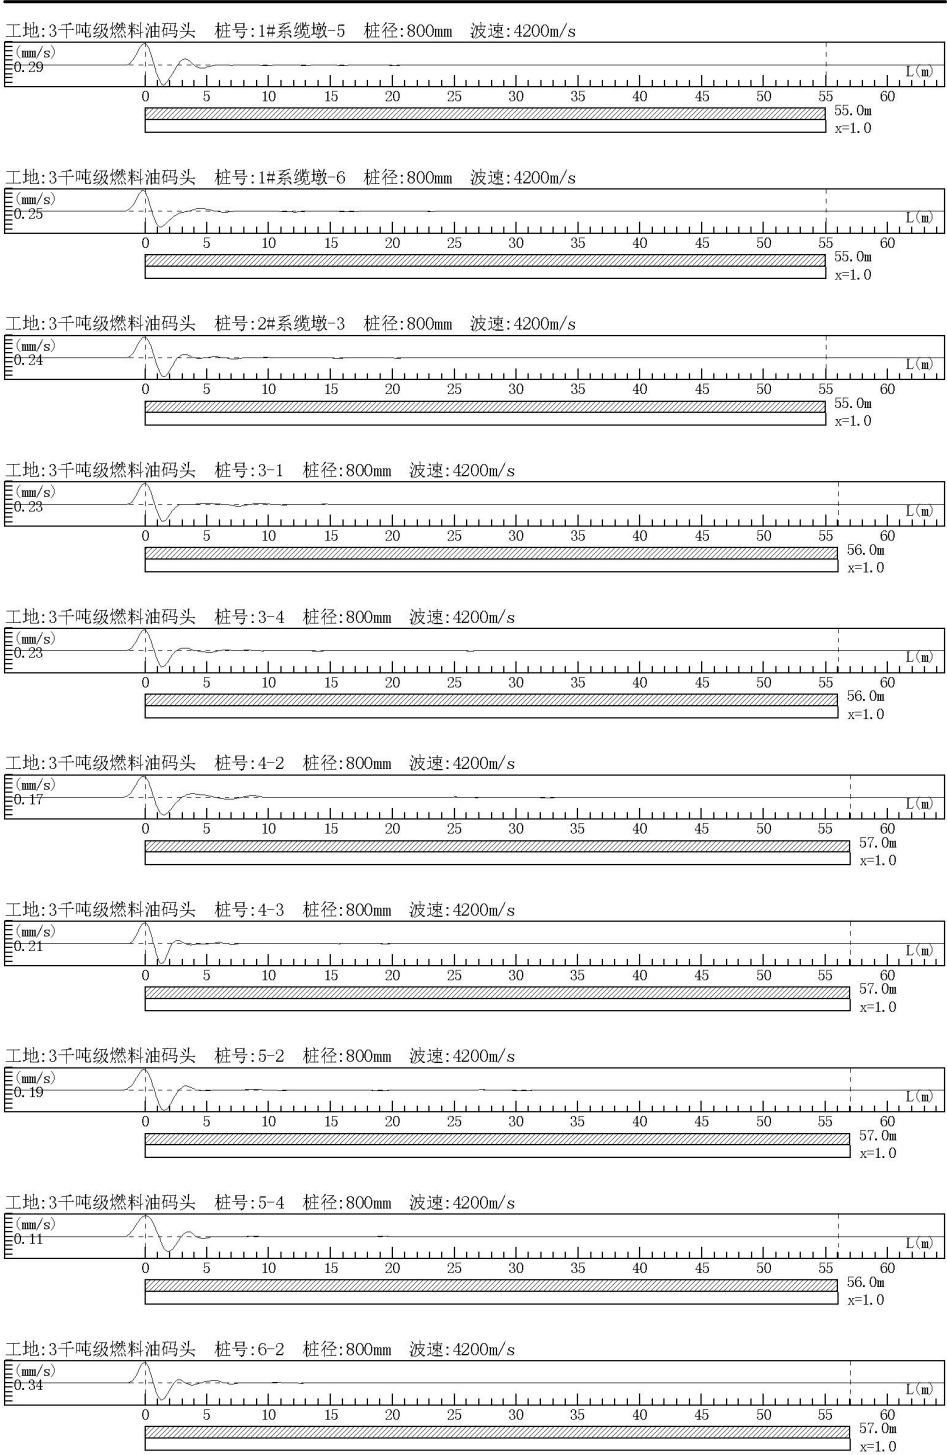 工地:3千吨级燃料油码头 桩号:1#系缆墩-5 桩径:800mm 波速:4200m/s
(mm/s)
0.29
L(m)
0 5 10 15 20 25 30 35 40 45 50 55 60
55.0m
x=1.0
工地:3千吨级燃料油码头 桩号:1#系缆墩-6 桩径:800mm 波速:4200m/s
(mm/s)
0.25
L(m)
0 5 10 15 20 25 30 35 40 45 50 55 60
55.0m
x=1.0
工地:3千吨级燃料油码头 桩号:2#系缆墩-3 桩径:800mm 波速:4200m/s
(mm/s)
0.24
L(m)
0 5 10 15 20 25 30 35 40 45 50 55 60
55.0m
x=1.0
工地:3千吨级燃料油码头 桩号:3-1 桩径:800mm 波速:4200m/s
(mm/s)
0.23
L(m)
0 5 10 15 20 25 30 35 40 45 50 55 60
56.0m
x=1.0
工地:3千吨级燃料油码头 桩号:3-4 桩径:800mm 波速:4200m/s
(mm/s)
0.23
L(m)
0 5 10 15 20 25 30 35 40 45 50 55 60
56.0m
x=1.0
工地:3千吨级燃料油码头 桩号:4-2 桩径:800mm 波速:4200m/s
(mm/s)
0.17
L(m)
0 5 10 15 20 25 30 35 40 45 50 55 60
57.0m
x=1.0
工地:3千吨级燃料油码头 桩号:4-3 桩径:800mm 波速:4200m/s
(mm/s)
0.21
L(m)
0 5 10 15 20 25 30 35 40 45 50 55 60
57.0m
x=1.0
工地:3千吨级燃料油码头 桩号:5-2 桩径:800mm 波速:4200m/s
(mm/s)
0.19
L(m)
0 5 10 15 20 25 30 35 40 45 50 55 60
57.0m
x=1.0
工地:3千吨级燃料油码头 桩号:5-4 桩径:800mm 波速:4200m/s
(mm/s)
0.11
L(m)
0 5 10 15 20 25 30 35 40 45 50 55 60
56.0m
x=1.0
工地:3千吨级燃料油码头 桩号:6-2 桩径:800mm 波速:4200m/s
(mm/s)
0.34
L(m)
0 5 10 15 20 25 30 35 40 45 50 55 60
57.0m
x=1.0